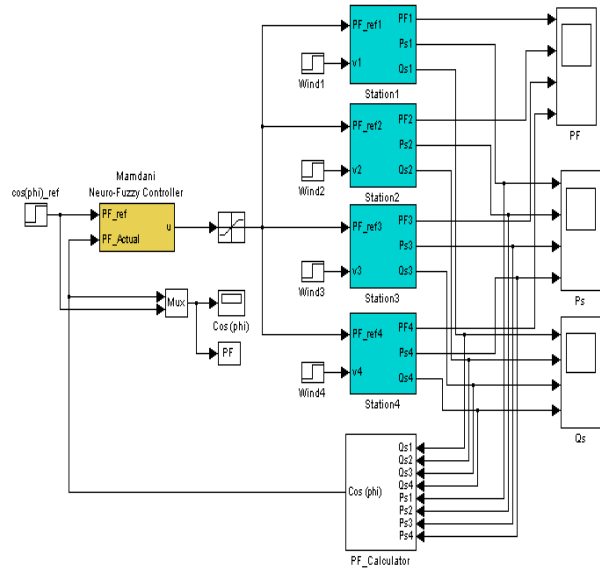 PF_ref1
v1
PF1
Ps1
Qs1
Station1
Wind1
PF
PF_ref2
v2
PF2
Ps2
Qs2
Station2
Wind2
Mamdani
Neuro-Fuzzy Controller
cos(phi)_ref
PF_ref
PF_Actual
u
PF_ref3
v3
PF3
Ps3
Qs3
Station3
Wind3
Ps
Mux
Cos (phi)
PF
PF_ref4
v4
PF4
Ps4
Qs4
Station4
Wind4
Qs
Cos (phi)
Qs1
Qs2
Qs3
Qs4
Ps1
Ps2
Ps3
Ps4
PF_Calculator